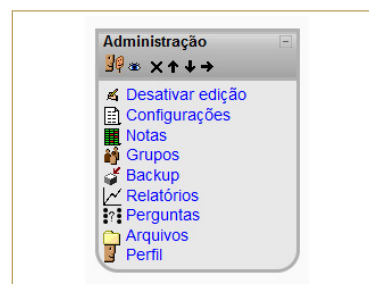 Administração
Desativar edição
Configurações
Notas
Grupos
Backup
Relatórios
Perguntas
Arquivos
Perfil